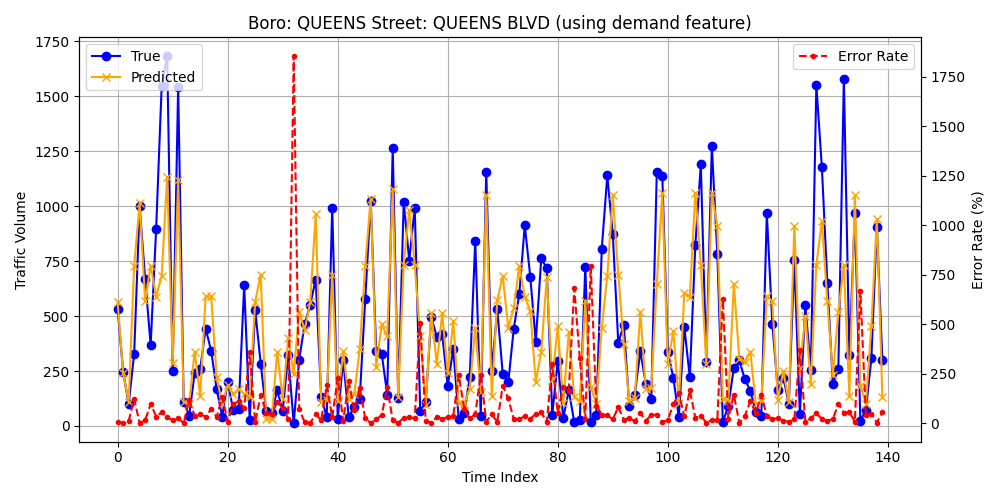 Boro: QUEENS Street: QUEENS BLVD (using demand feature)
True
Predicted
Error Rate
Traffic Volume
1750
1500
1250
1000
750
500
250
0
1750
1500
1250
1000
750
500
250
0
Error Rate (%)
0 20 40 60 80 100 120 140
Time Index